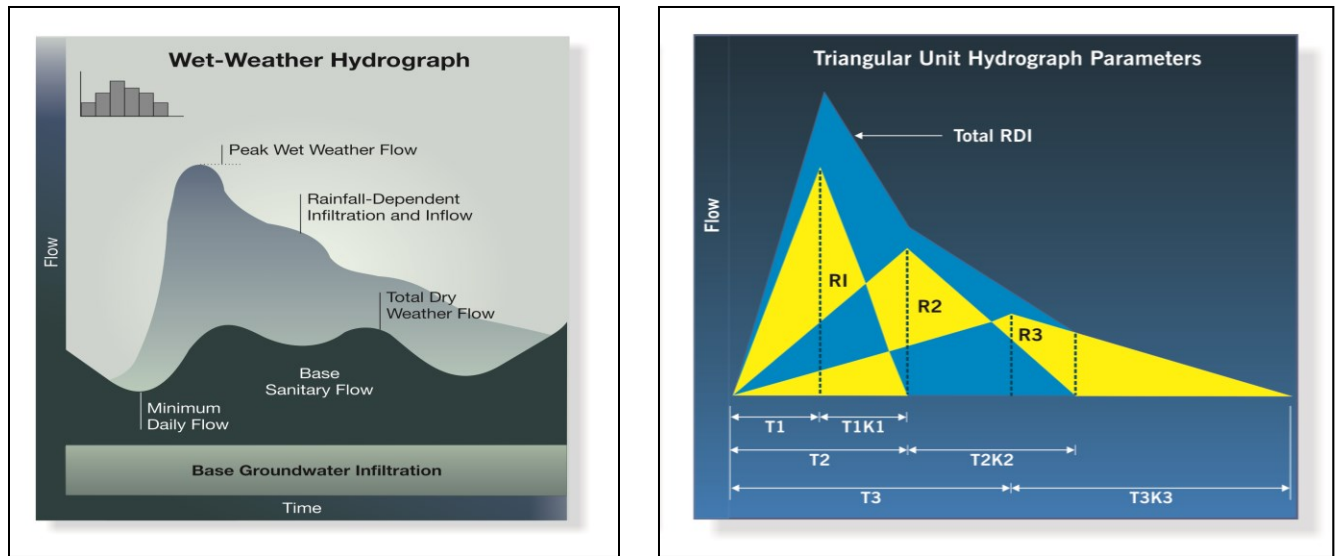 Wet-Weather Hydrograph
Peak Wet Weather Flow
Rainfall-Dependent
Infiltration and Inflow
Flow
Total Dry
Weather Flow
Base
Sanitary Flow
Minimum
Daily Flow
Base Groundwater Infiltration
Time
Triangular Unit Hydrograph Parameters
Total RDI
Flow
RI
R2
R3
T1
T1K1
T2
T2K2
T3
T3K3